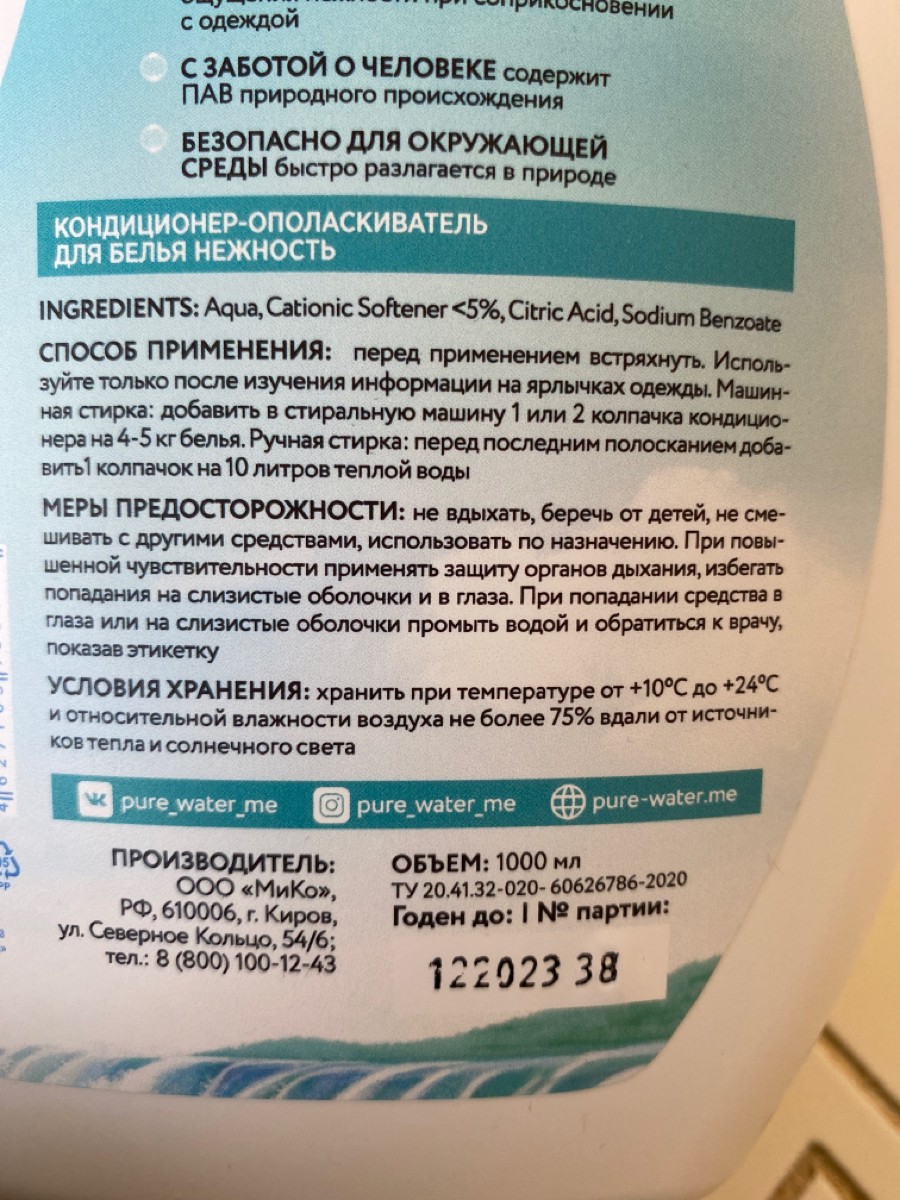 ощущения нежности при соприкосновении
с одеждой
С ЗАБОТОЙ О ЧЕЛОВЕКЕ содержит
ПАВ природного происхождения
БЕЗОПАСНО ДЛЯ ОКРУЖАЮЩЕЙ
СРЕДЫ быстро разлагается в природе
КОНДИЦИОНЕР-ОПОЛАСКИВАТЕЛЬ
ДЛЯ БЕЛЬЯ НЕЖНОСТЬ
INGREDIENTS: Aqua, Cationic Softener <5%, Citric Acid, Sodium Benzoate
СПОСОБ ПРИМЕНЕНИЯ: перед применением встряхнуть. Исполь-
зуйте только после изучения информации на ярлычках одежды. Машин-
ная стирка: добавить в стиральную машину 1 или 2 колпачка кондицио-
нера на 4-5 кг белья. Ручная стирка: перед последним полосканием доба-
вить1 колпачок на 10 литров теплой воды
МЕРЫ ПРЕДОСТОРОЖНОСТИ: не вдыхать, беречь от детей, не сме-
шивать с другими средствами, использовать по назначению. При повы-
шенной чувствительности применять защиту органов дыхания, избегать
попадания на слизистые оболочки и в глаза. При попадании средства в
глаза или на слизистые оболочки промыть водой и обратиться к врачу,
показав этикетку
УСЛОВИЯ ХРАНЕНИЯ: хранить при температуре от +10°С до +24°С
и относительной влажности воздуха не более 75% вдали от источни-
ков тепла и солнечного света
pure_water_me pure_water_me pure-water.me
ПРОИЗВОДИТЕЛЬ:
ООО «МиКо»,
РФ, 610006, г. Киров,
ул. Северное Кольцо, 54/6;
тел.: 8 (800) 100-12-43
ОБЪЕМ: 1000 мл
ТУ 20.41.32-020- 60626786-2020
Годен до: | № партии:
122023 38